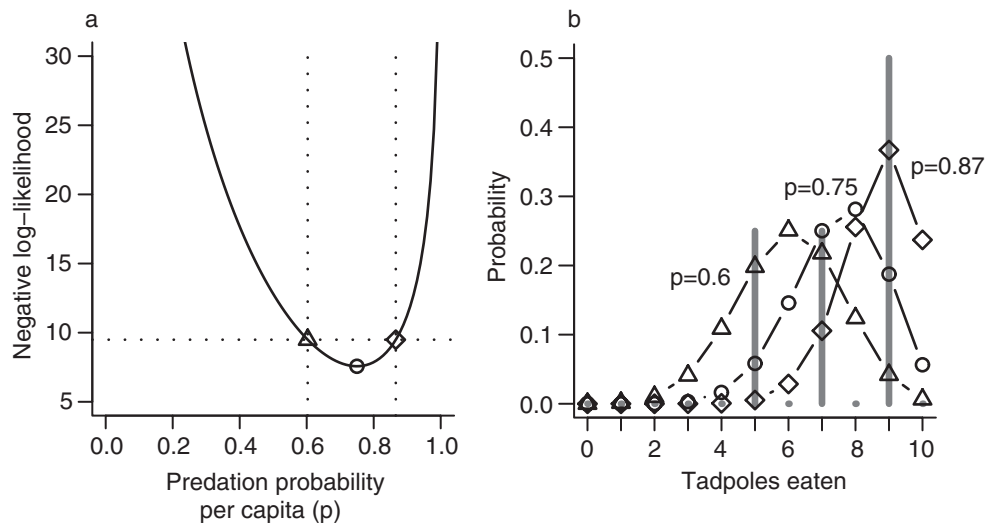 a
Negative log–likelihood
30
25
20
15
10
5
0.0 0.2 0.4 0.6 0.8 1.0
Predation probability
per capita (p)
b
Probability
0.5
0.4
0.3
0.2
0.1
0.0
p=0.6
p=0.75
p=0.87
0 2 4 6 8 10
Tadpoles eaten